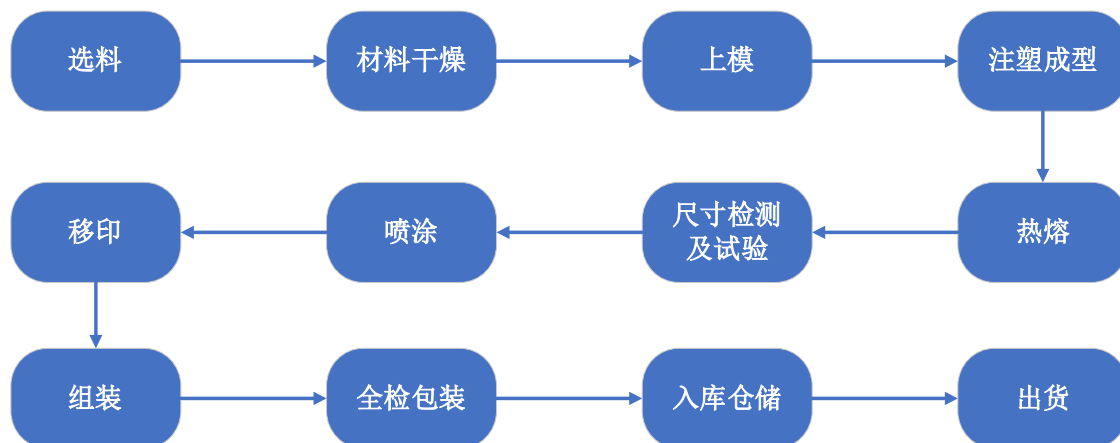 选料
材料干燥
上模
注塑成型
热熔
尺寸检测
及试验
喷涂
移印
组装
全检包装
入库仓储
出货